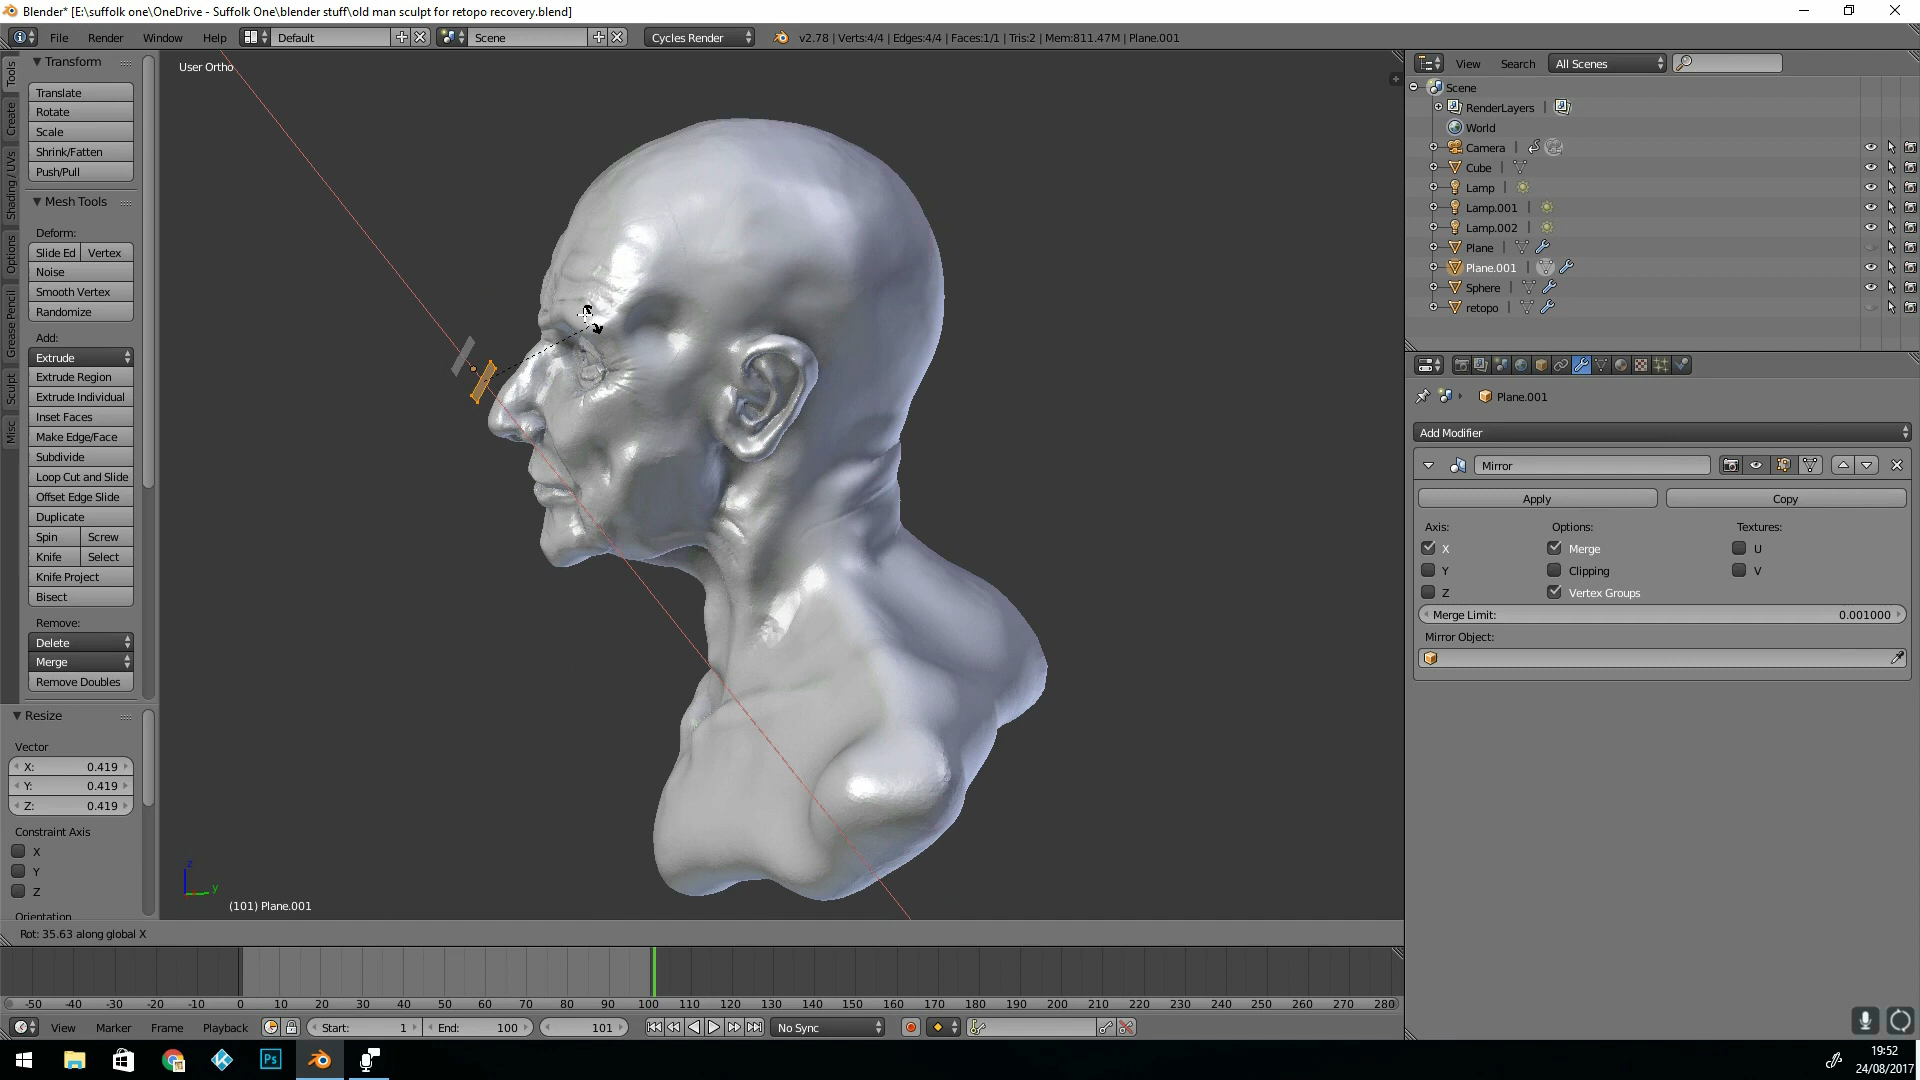 Blender* [E:\suffolk one\OneDrive - Suffolk One\blender stuff\old man sculpt for retopo recovery.blend]
File Render Window Help Default Scene Cycles Render v2.78 | Verts:4/4 | Edges:4/4 | Faces:1/1 | Tris:2 | Mem:811.47M | Plane.001
Tools
Create
Shading / UVs
Options
Grease Pencil
Sculpt
Misc
Transform
Translate
Rotate
Scale
Shrink/Fatten
Push/Pull
Mesh Tools
Deform:
Slide Ed Vertex
Noise
Smooth Vertex
Randomize
Add:
Extrude
Extrude Region
Extrude Individual
Inset Faces
Make Edge/Face
Subdivide
Loop Cut and Slide
Offset Edge Slide
Duplicate
Spin Screw
Knife Select
Knife Project
Bisect
Remove:
Delete
Merge
Remove Doubles
Resize
Vector
X: 0.419
Y: 0.419
Z: 0.419
Constraint Axis
X
Y
Z
Orientation
User Ortho
z
y
(101) Plane.001
Rot: 35.63 along global X
View Search All Scenes
Scene
RenderLayers
World
Camera
Cube
Lamp
Lamp.001
Lamp.002
Plane
Plane.001
Sphere
retopo
Plane.001
Add Modifier
Mirror
Apply Copy
Axis: Options: Textures:
X Merge U
Y Clipping V
Z Vertex Groups
Merge Limit: 0.001000
Mirror Object:
-50 -40 -30 -20 -10 0 10 20 30 40 50 60 70 80 90 100 110 120 130 140 150 160 170 180 190 200 210 220 230 240 250 260 270 280
View Marker Frame Playback Start: 1 End: 100 101 No Sync
Ps
19:52
24/08/2017